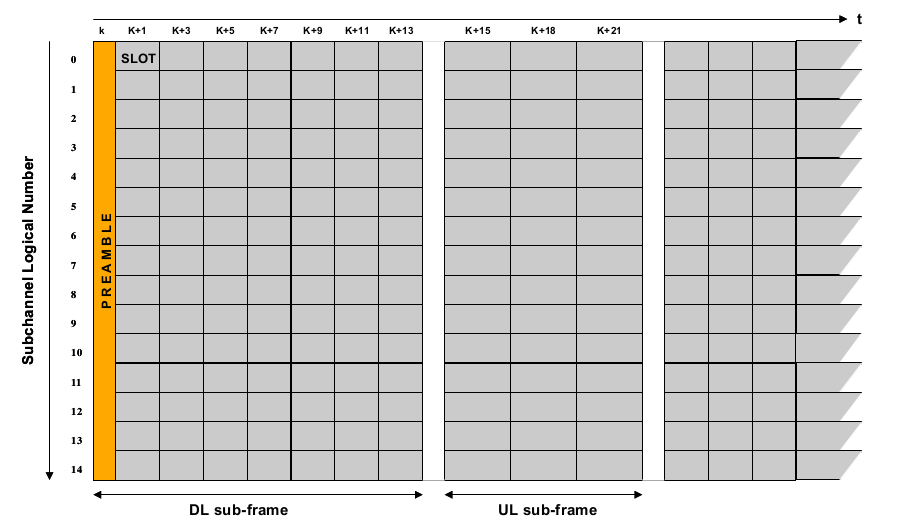 t
k K+1 K+3 K+5 K+7 K+9 K+11 K+13 K+15 K+18 K+21
0 SLOT
1
2
3
4
5
6
7
8
9
10
11
12
13
14
Subchannel Logical Number
PREAMBLE
DL sub-frame UL sub-frame